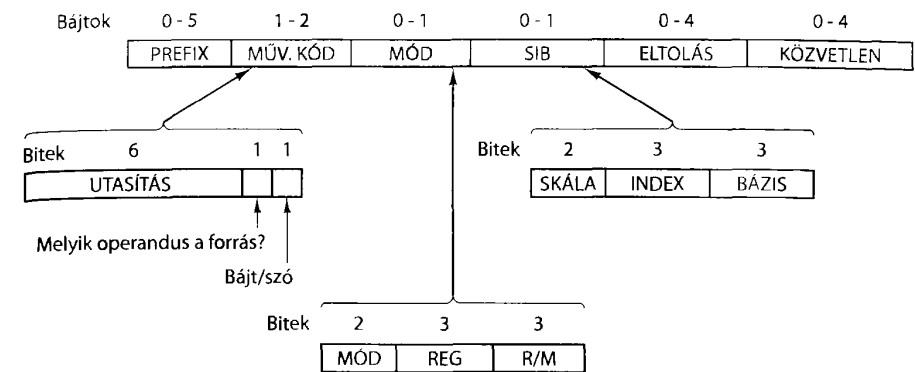 Bájtok 0 - 5 1 - 2 0 - 1 0 - 1 0 - 4 0 - 4
PREFIX MŰV. KÓD MÓD SIB ELTOLÁS KÖZVETLEN
Bitek 6 1 1
UTASÍTÁS
Melyik operandus a forrás?
Bájt/szó
Bitek 2 3 3
SKÁLA INDEX BÁZIS
Bitek 2 3 3
MÓD REG R/M